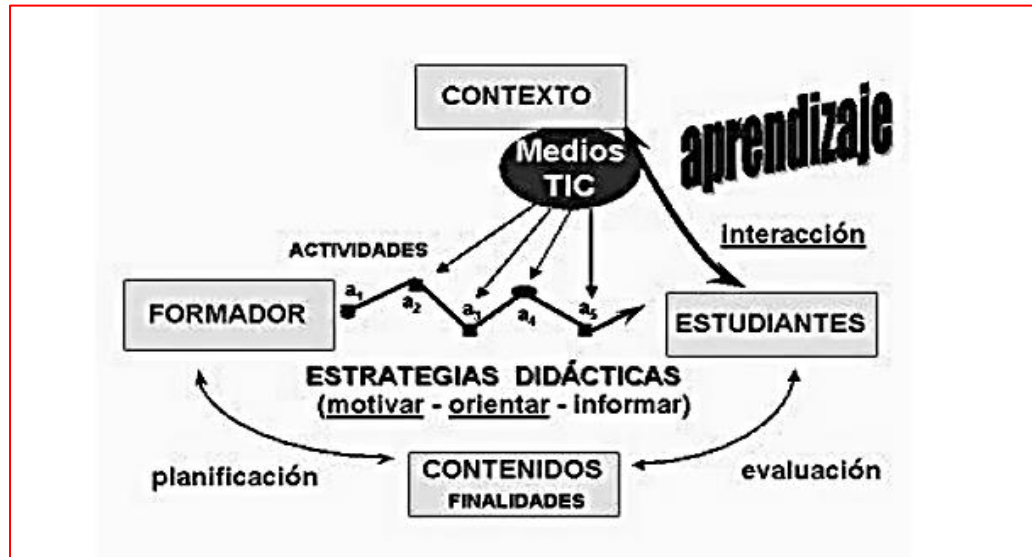 CONTEXTO
aprendizaje
Medios
TIC
interacción
ACTIVIDADES
a1
a2
a3
a4
a5
FORMADOR
ESTUDIANTES
ESTRATEGIAS DIDÁCTICAS
(motivar - orientar - informar)
planificación
CONTENIDOS
FINALIDADES
evaluación